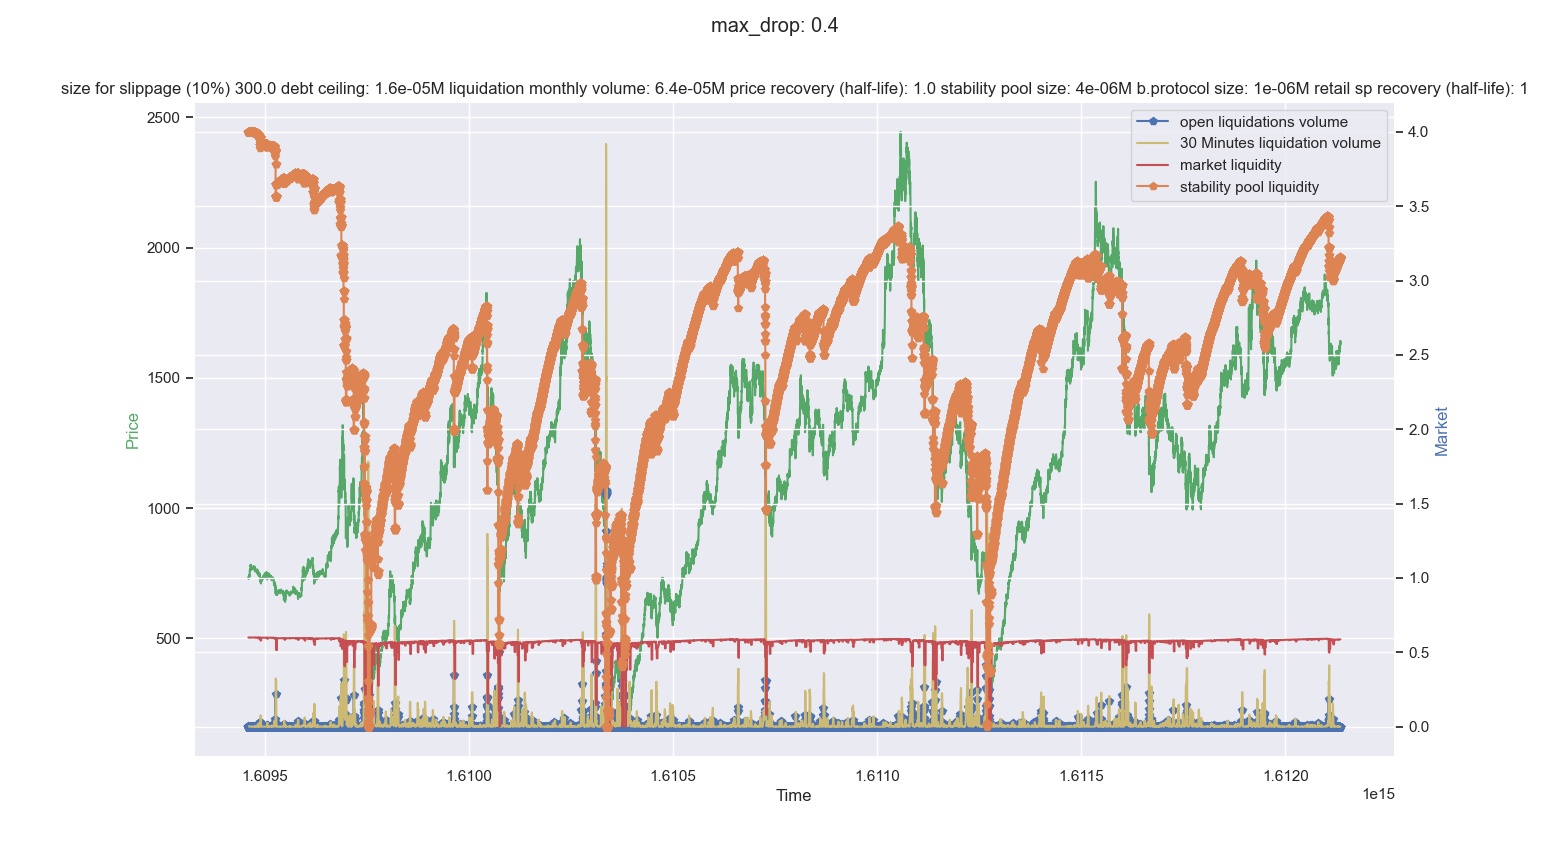 max_drop: 0.4
size for slippage (10%) 300.0 debt ceiling: 1.6e-05M liquidation monthly volume: 6.4e-05M price recovery (half-life): 1.0 stability pool size: 4e-06M b.protocol size: 1e-06M retail sp recovery (half-life): 1
open liquidations volume
30 Minutes liquidation volume
market liquidity
stability pool liquidity
2500
2000
1500
1000
500
Price
4.0
3.5
3.0
2.5
2.0
1.5
1.0
0.5
0.0
Market
1.6095 1.6100 1.6105 1.6110 1.6115 1.6120
1e15
Time